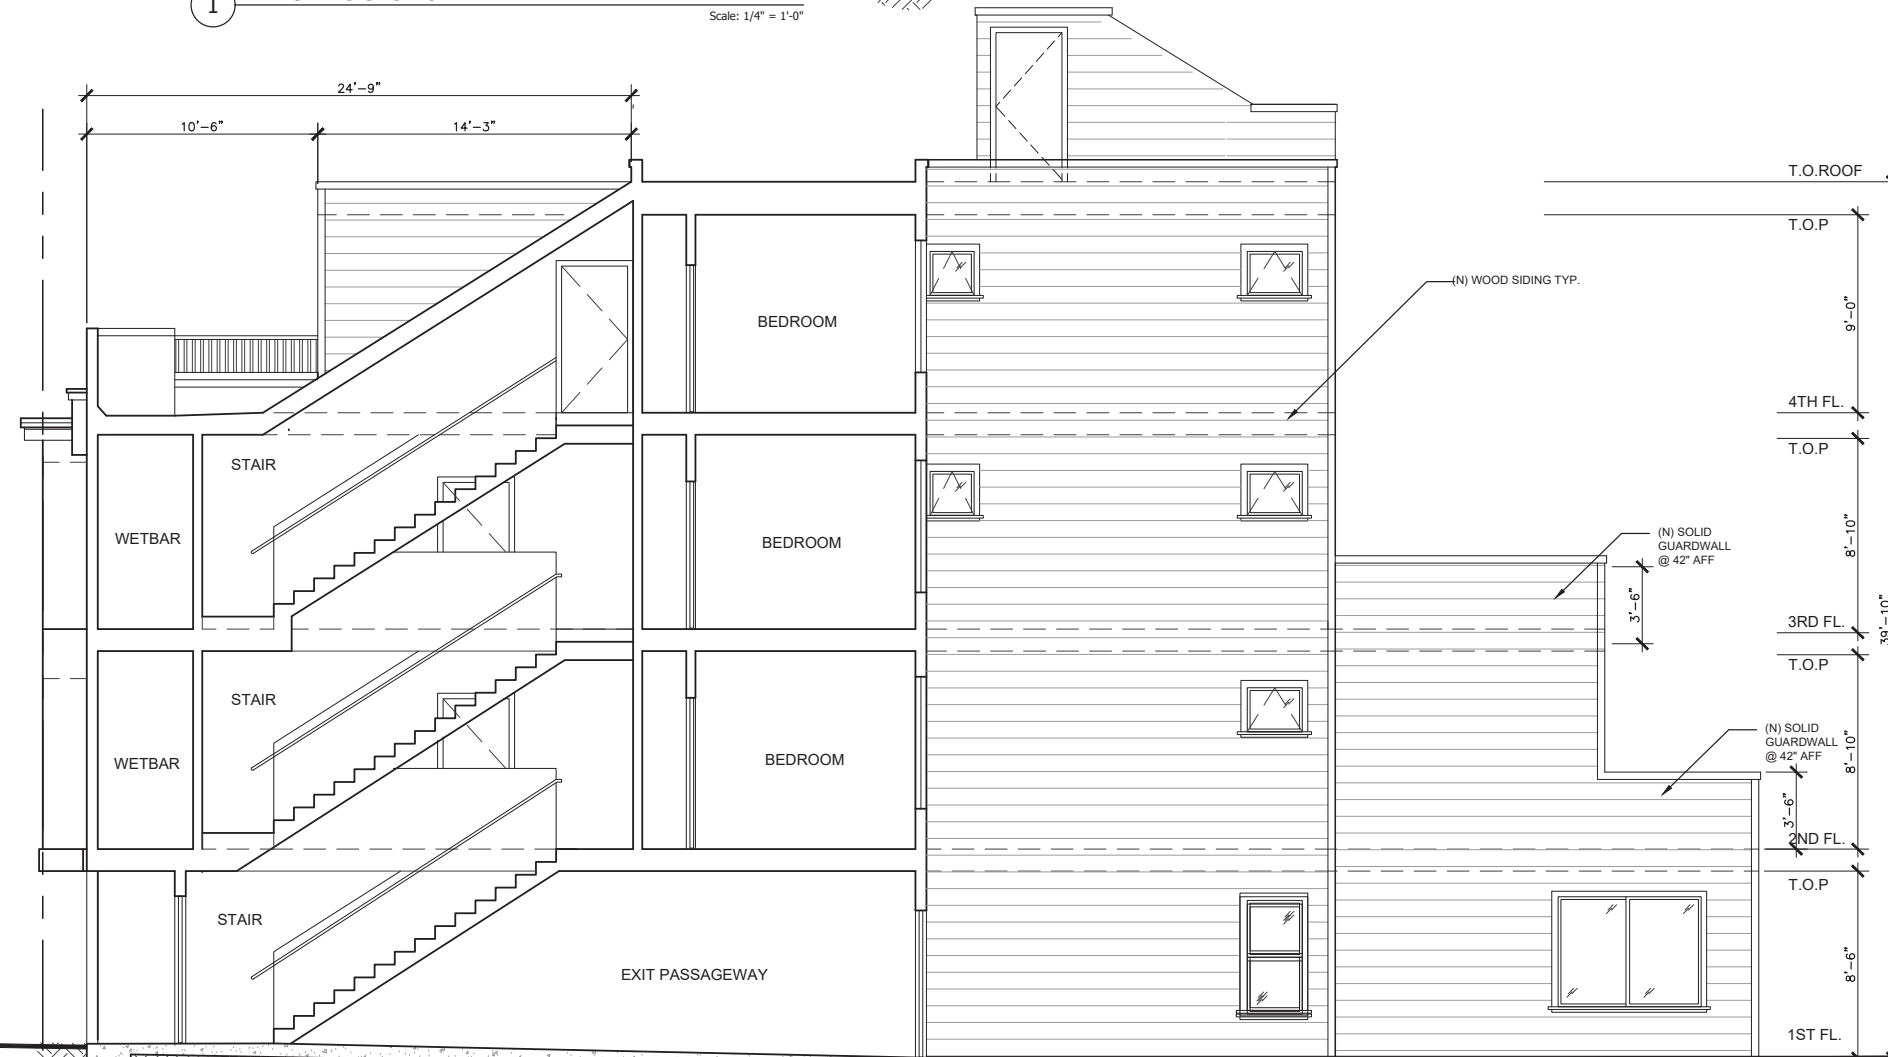 1
Scale: 1/4" = 1'-0"
24'-9"
10'-6"
14'-3"
T.O.ROOF
T.O.P
(N) WOOD SIDING TYP.
BEDROOM
9'-0"
4TH FL.
T.O.P
STAIR
WETBAR
BEDROOM
(N) SOLID
GUARDWALL
@ 42" AFF
8'-10"
3'-6"
3RD FL.
39'-10"
T.O.P
STAIR
WETBAR
BEDROOM
(N) SOLID
GUARDWALL
@ 42" AFF
8'-10"
3'-6"
2ND FL.
T.O.P
STAIR
EXIT PASSAGEWAY
8'-6"
1ST FL.